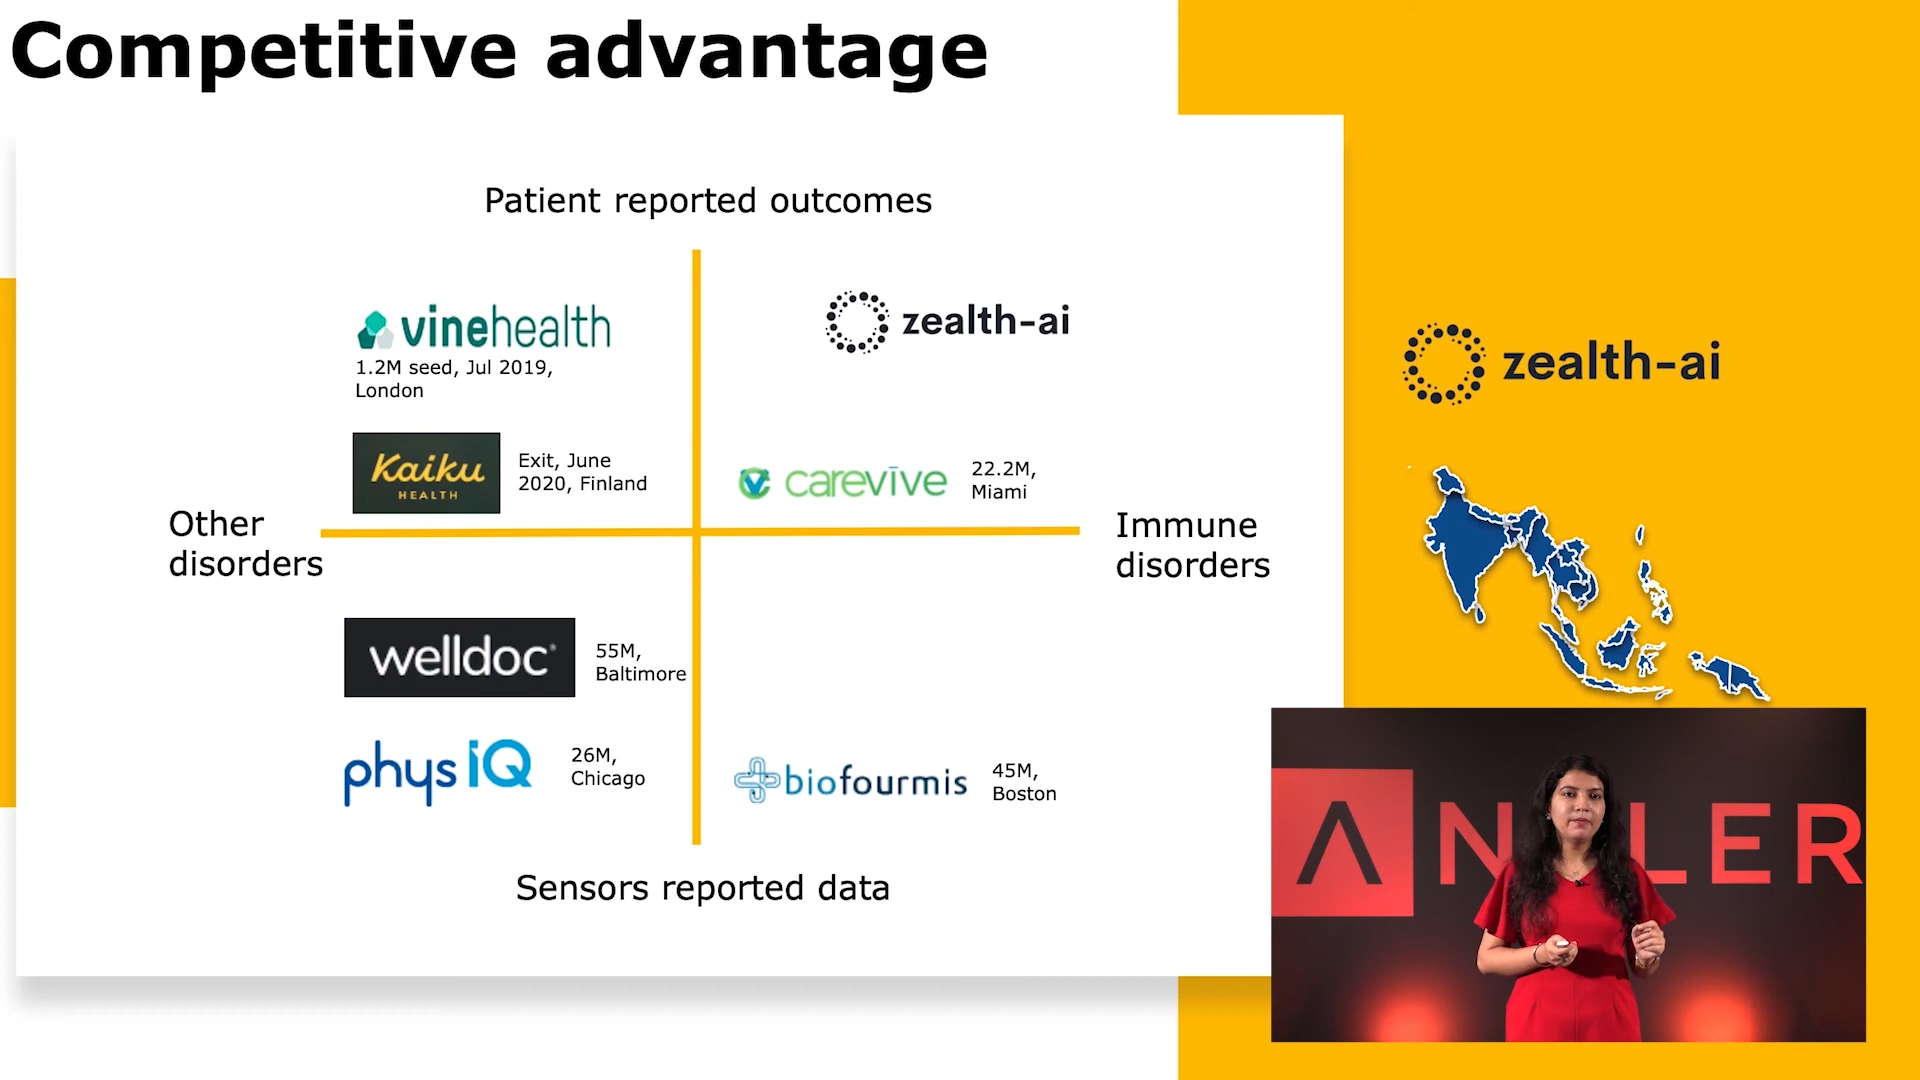 Competitive advantage
Patient reported outcomes
vinehealth
1.2M seed, Jul 2019,
London
zealth-ai
zealth-ai
Kaiku
HEALTH
Exit, June
2020, Finland
carevive
22.2M,
Miami
Other
disorders
Immune
disorders
welldoc
55M,
Baltimore
physIQ
26M,
Chicago
biofourmis
45M,
Boston
Sensors reported data